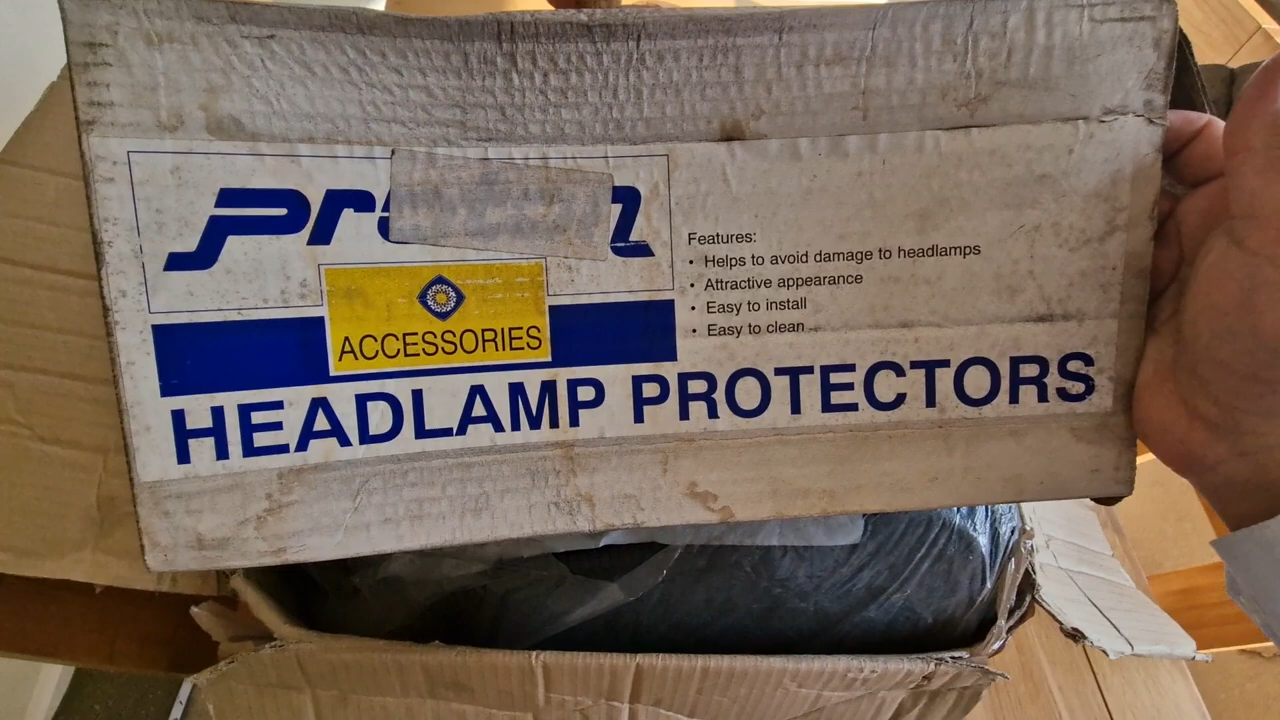 Features:
• Helps to avoid damage to headlamps
• Attractive appearance
• Easy to install
• Easy to clean
ACCESSORIES
HEADLAMP PROTECTORS